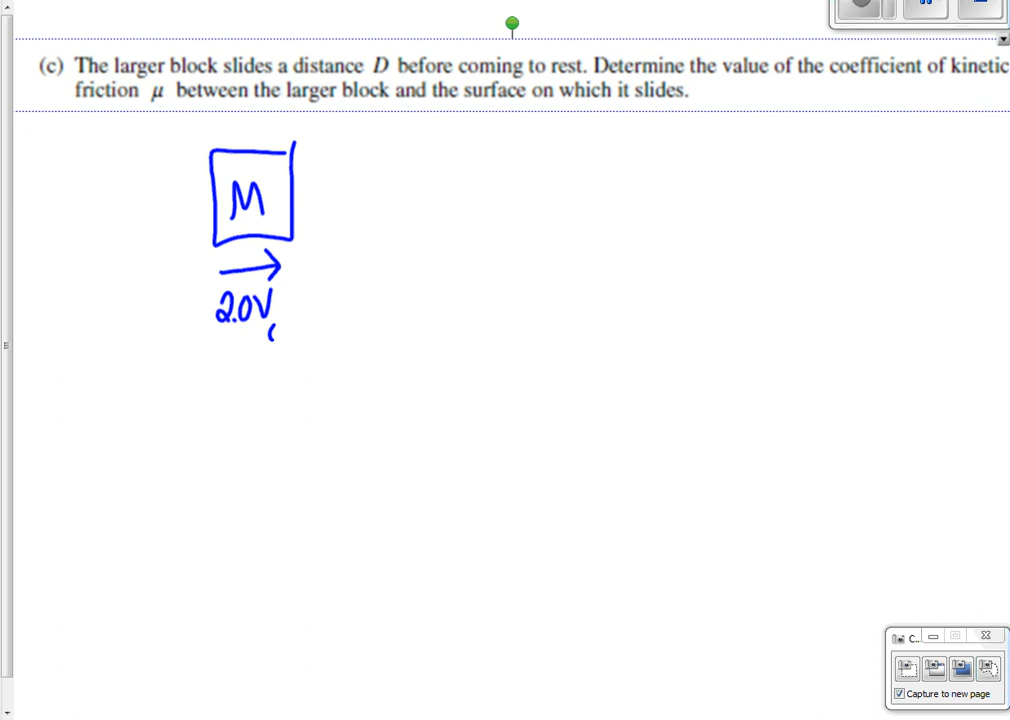 (c) The larger block slides a distance D before coming to rest. Determine the value of the coefficient of kinetic
friction μ between the larger block and the surface on which it slides.
M
2.0V
C..
Capture to new page